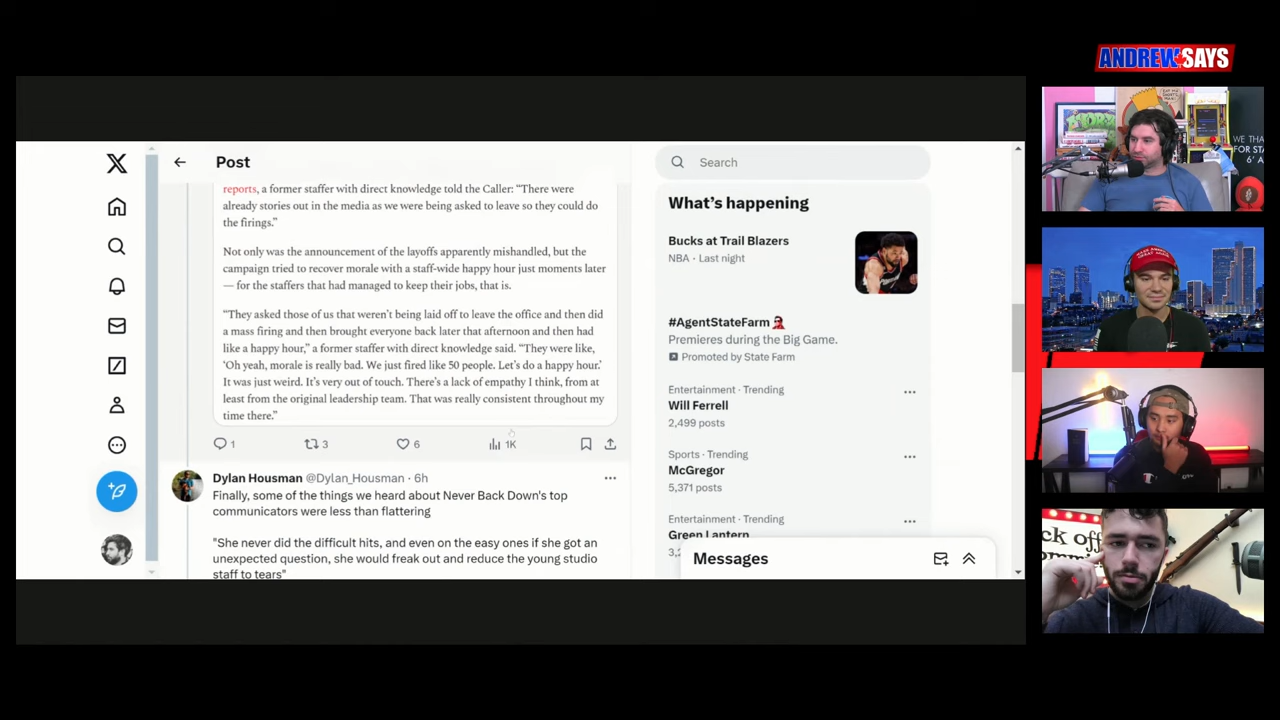 ANDREW SAYS
X
Post
Search
reports, a former staffer with direct knowledge told the Caller: “There were
already stories out in the media as we were being asked to leave so they could do
the firings.”
Not only was the announcement of the layoffs apparently mishandled, but the
campaign tried to recover morale with a staff-wide happy hour just moments later
— for the staffers that had managed to keep their jobs, that is.
“They asked those of us that weren’t being laid off to leave the office and then did
a mass firing and then brought everyone back later that afternoon and then had
like a happy hour,” a former staffer with direct knowledge said. “They were like,
‘Oh yeah, morale is really bad. We just fired like 50 people. Let’s do a happy hour.’
It was just weird. It’s very out of touch. There’s a lack of empathy I think, from at
least from the original leadership team. That was really consistent throughout my
time there.”
1
3
6
1K
Dylan Housman @Dylan_Housman · 6h
Finally, some of the things we heard about Never Back Down's top
communicators were less than flattering
"She never did the difficult hits, and even on the easy ones if she got an
unexpected question, she would freak out and reduce the young studio
staff to tears"
What’s happening
Bucks at Trail Blazers
NBA · Last night
#AgentStateFarm
Premieres during the Big Game.
Promoted by State Farm
Entertainment · Trending
Will Ferrell
2,499 posts
Sports · Trending
McGregor
5,371 posts
Entertainment · Trending
Green Lantern
Messages
WE THA
FOR STA
6' A
ck off
ommi